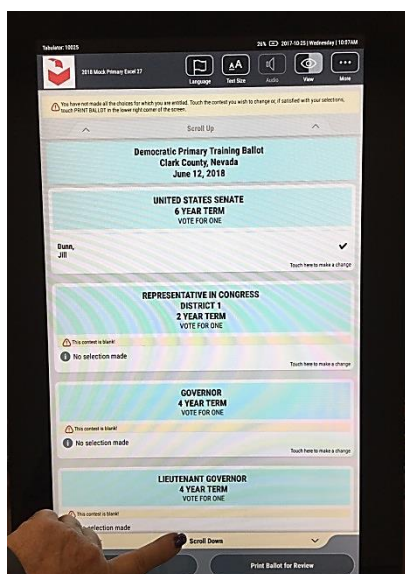 Tabulator: 10025
26% 2017-10-25 | Wednesday | 10:07AM
2018 Mock Primary Excel 27
Language
Text Size
Audio
View
More
You have not made all the choices for which you are entitled. Touch the contest you wish to change or, if satisfied with your selections,
touch PRINT BALLOT in the lower right corner of the screen.
Scroll Up
Democratic Primary Training Ballot
Clark County, Nevada
June 12, 2018
UNITED STATES SENATE
6 YEAR TERM
VOTE FOR ONE
Dunn,
Jill
Touch here to make a change
REPRESENTATIVE IN CONGRESS
DISTRICT 1
2 YEAR TERM
VOTE FOR ONE
This contest is blank!
No selection made
Touch here to make a change
GOVERNOR
4 YEAR TERM
VOTE FOR ONE
This contest is blank!
No selection made
Touch here to make a change
LIEUTENANT GOVERNOR
4 YEAR TERM
VOTE FOR ONE
This contest is blank!
selection made
Scroll Down
Print Ballot for Review